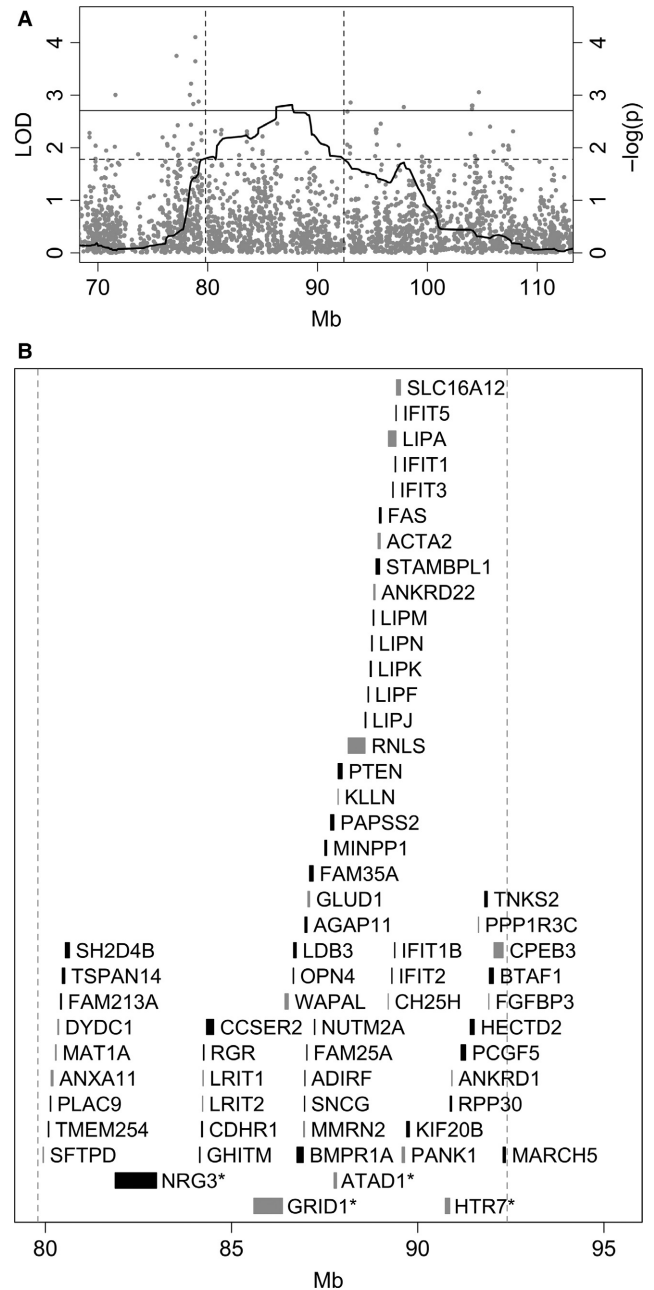 A
4
3
2
1
0
LOD
4
3
2
1
0
−log(p)
70 80 90 100 110
Mb
B
SLC16A12
IFIT5
LIPA
IFIT1
IFIT3
FAS
ACTA2
STAMBPL1
ANKRD22
LIPM
LIPN
LIPK
LIPF
LIPJ
RNLS
PTEN
KLLN
PAPSS2
MINPP1
FAM35A
GLUD1 TNKS2
AGAP11 PPP1R3C
SH2D4B LDB3 IFIT1B CPEB3
TSPAN14 OPN4 IFIT2 BTAF1
FAM213A WAPAL CH25H FGFBP3
DYDC1 CCSER2 NUTM2A HECTD2
MAT1A RGR FAM25A PCGF5
ANXA11 LRIT1 ADIRF ANKRD1
PLAC9 LRIT2 SNCG RPP30
TMEM254 CDHR1 MMRN2 KIF20B
SFTPD GHITM BMPR1A PANK1 MARCH5
NRG3* ATAD1*
GRID1* HTR7*
80 85 90 95
Mb